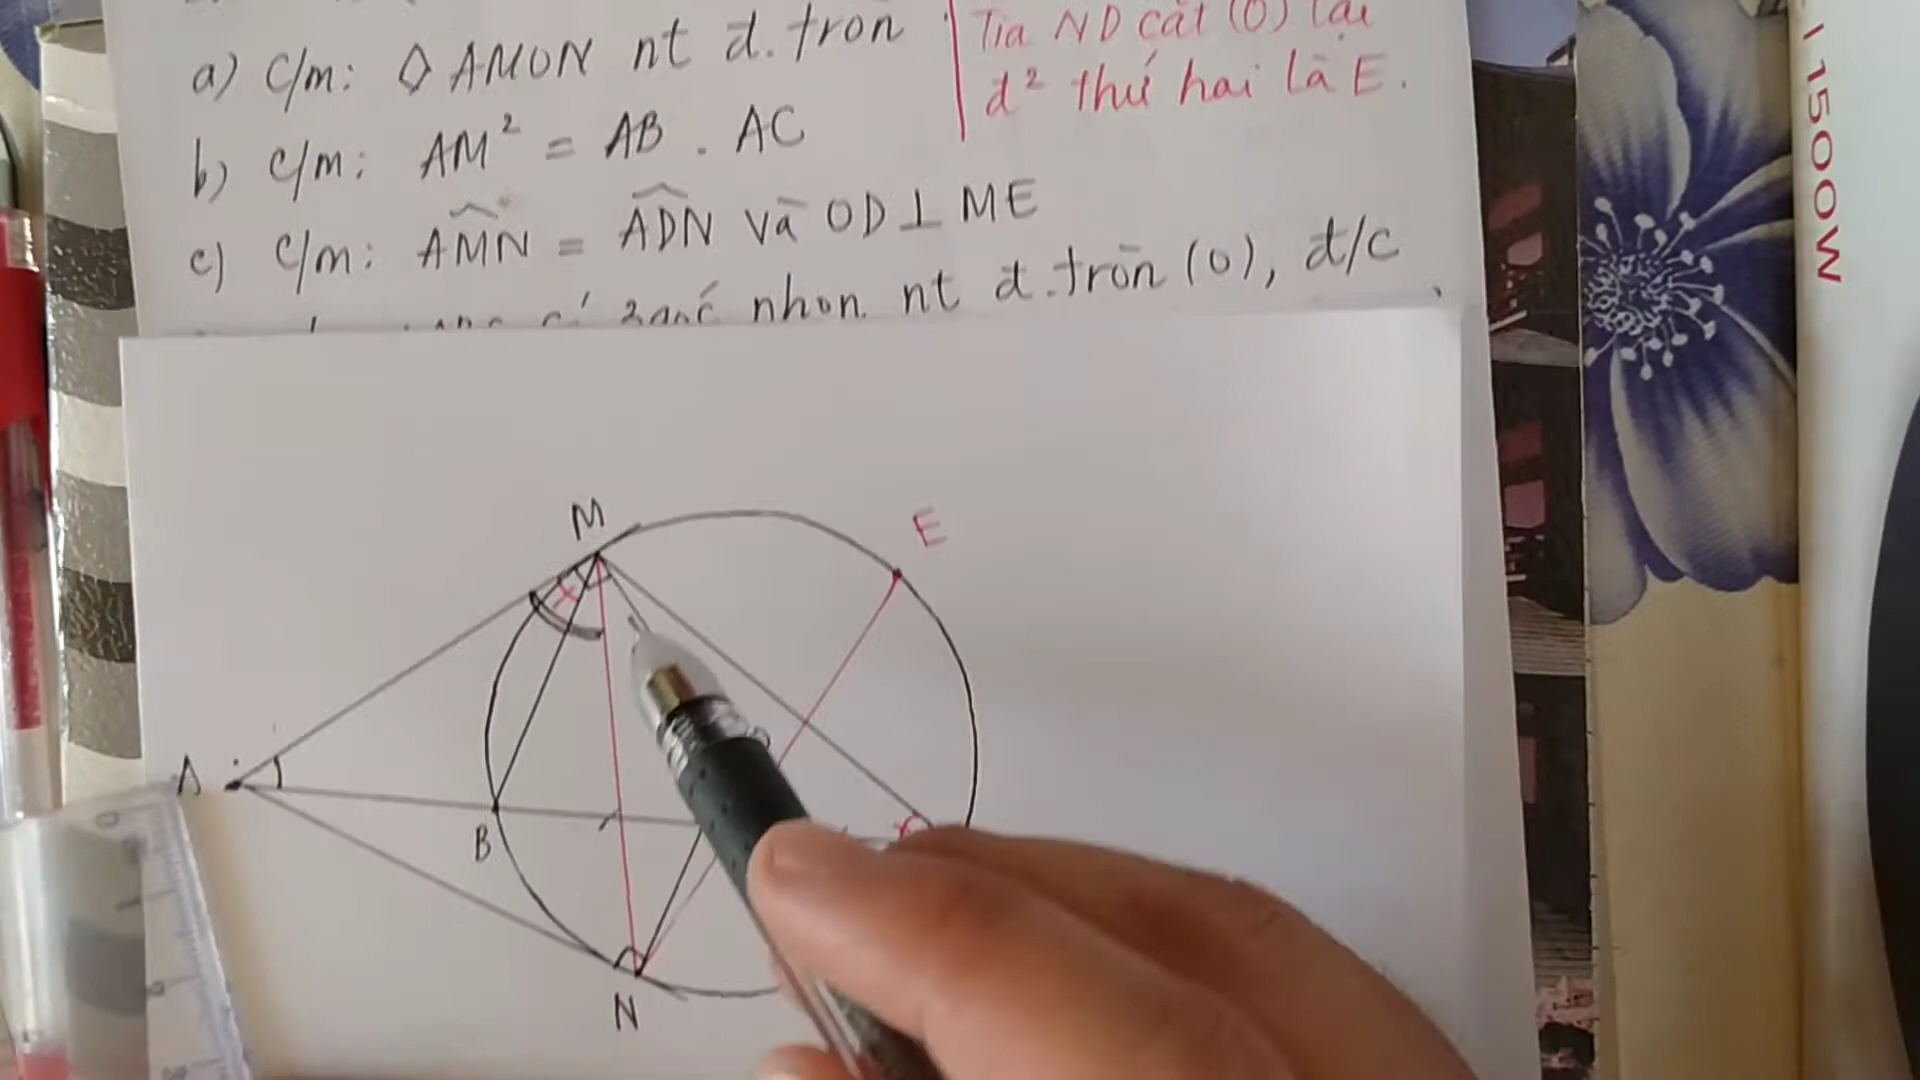 a) C/m: ◊ AMON nt đ.tròn
b) C/m: AM² = AB . AC
c) C/m: AMN = ADN và OD ⊥ ME
nhọn nt đ.tròn (O), đ/c
Tia ND cắt (O) tại
đ² thứ hai là E.
1500W
M
E
A
B
N